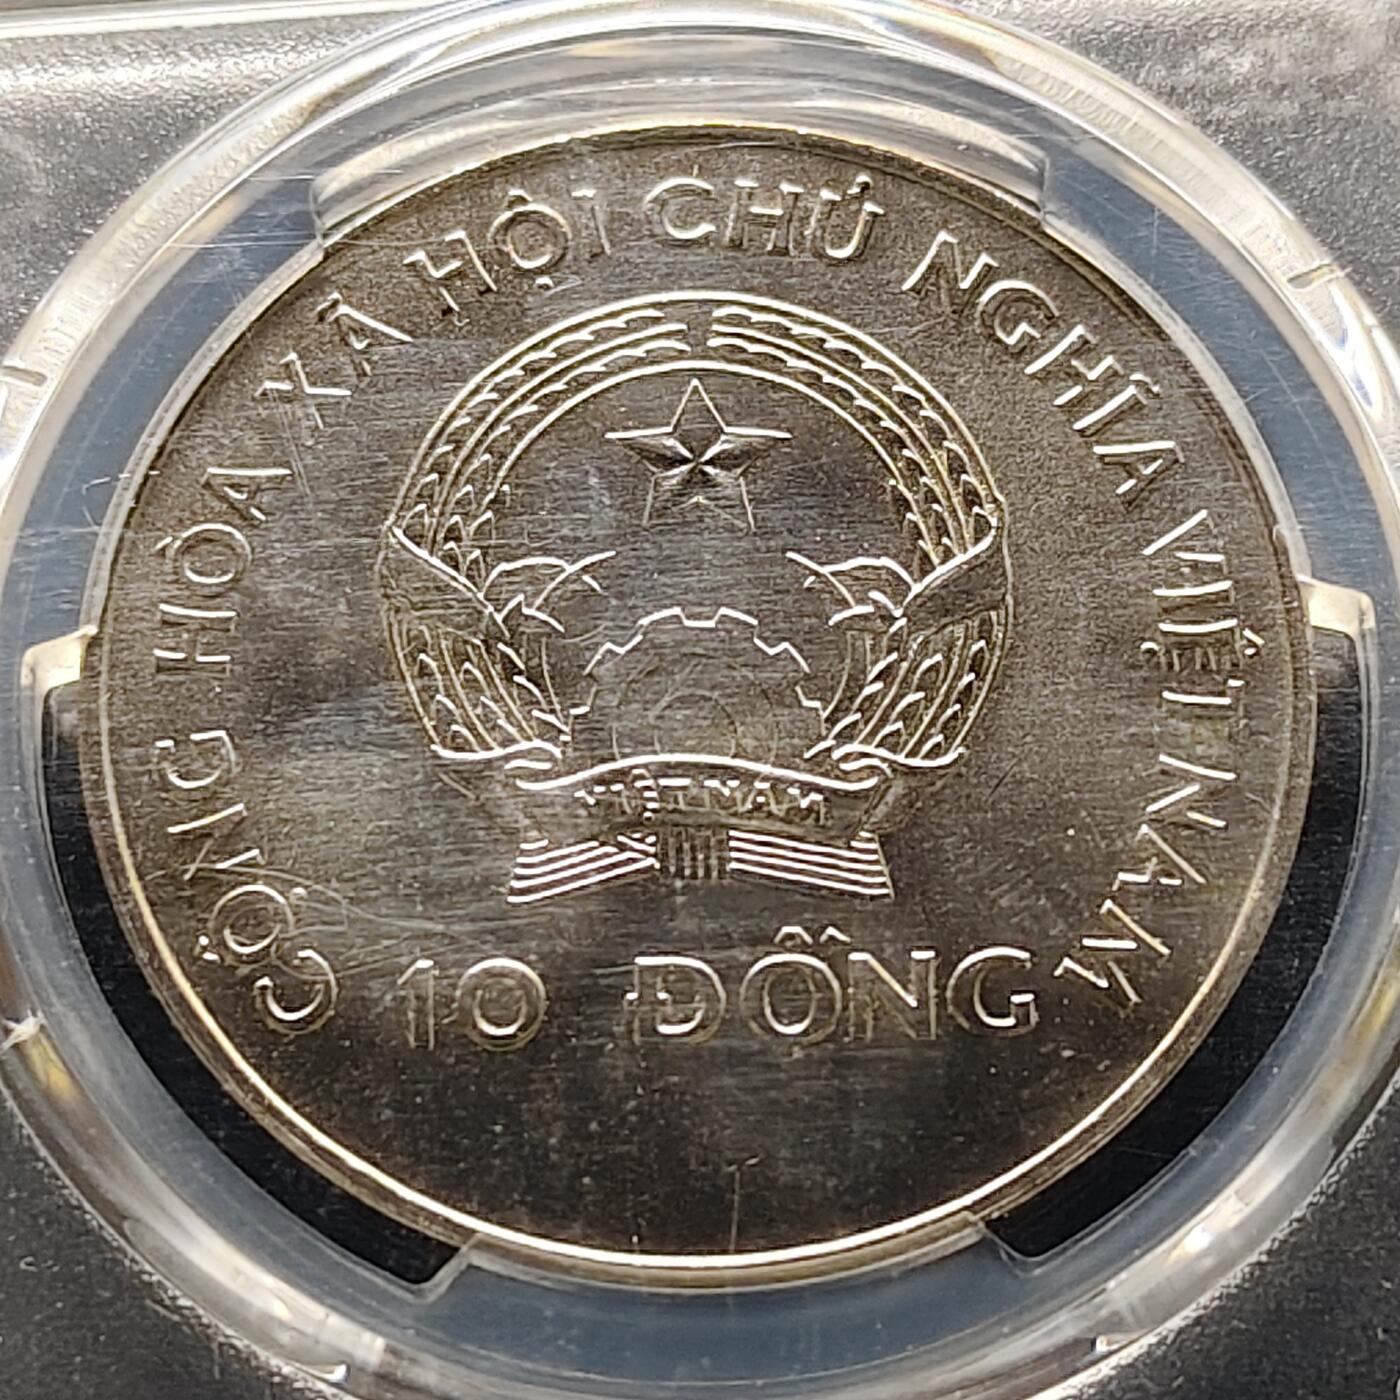 CỘNG HÒA XÃ HỘI CHỦ NGHĨA VIỆT NAM
VIỆT NAM
10 ĐỒNG